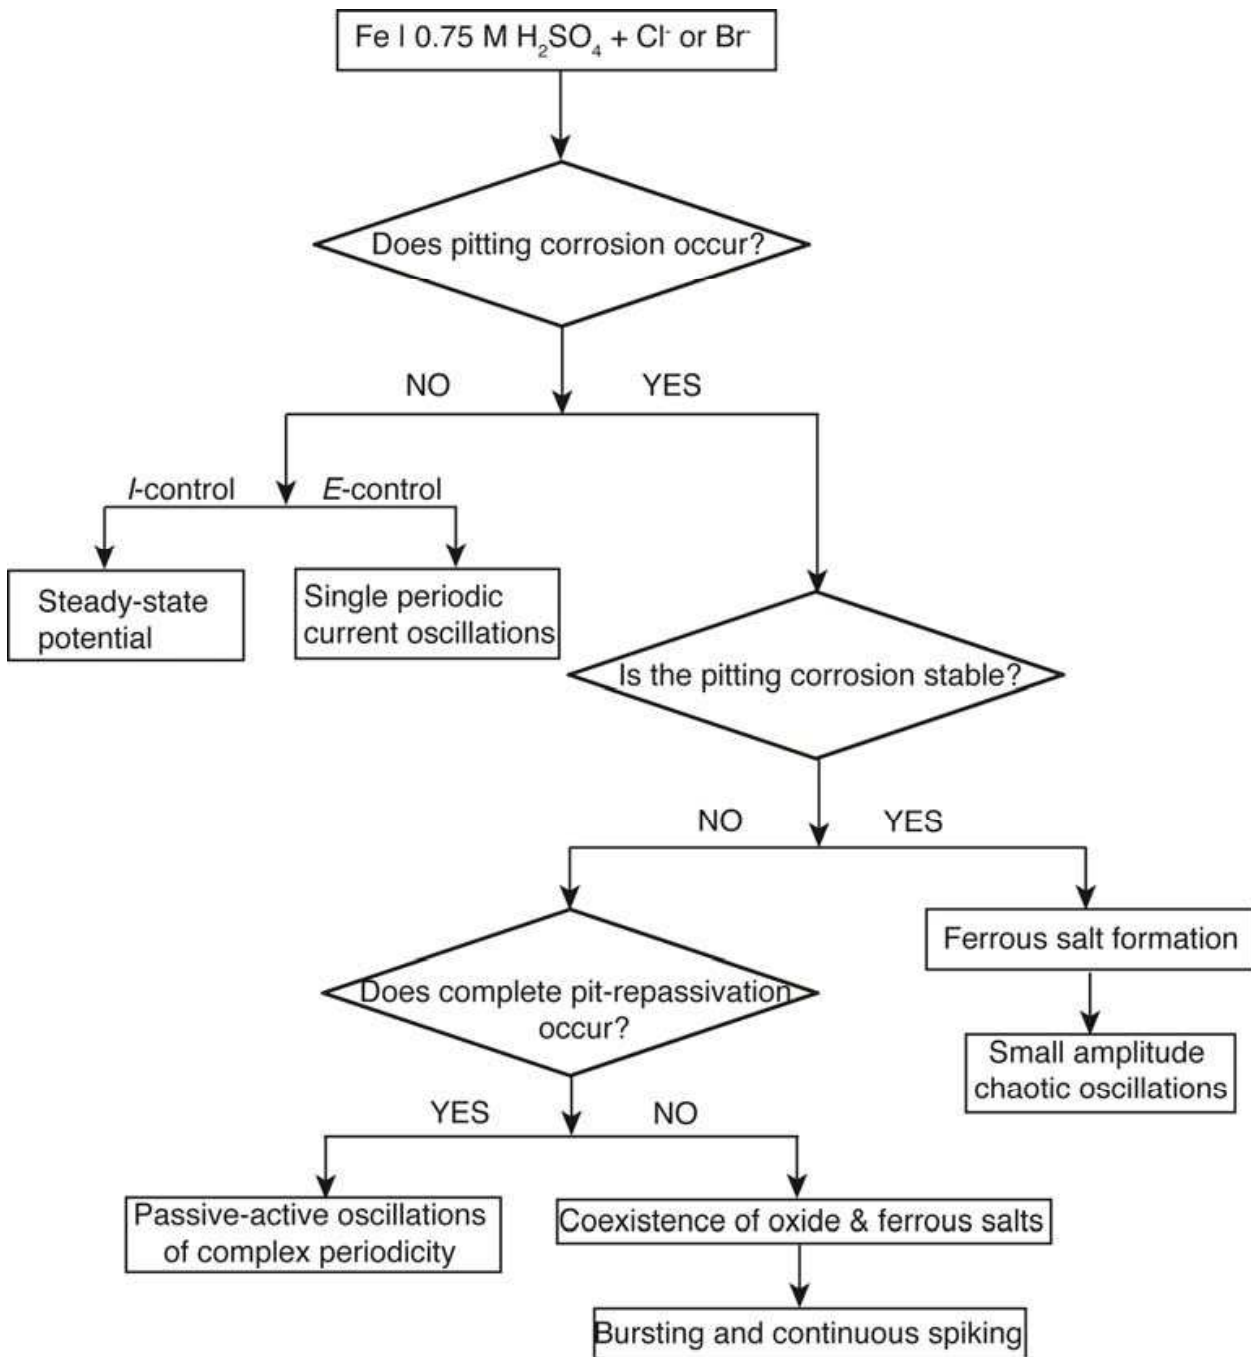 Fe | 0.75 M H₂SO₄ + Cl⁻ or Br⁻
Does pitting corrosion occur?
NO
YES
I-control
E-control
Steady-state
potential
Single periodic
current oscillations
Is the pitting corrosion stable?
NO
YES
Does complete pit-repassivation
occur?
Ferrous salt formation
Small amplitude
chaotic oscillations
YES
NO
Passive-active oscillations
of complex periodicity
Coexistence of oxide & ferrous salts
Bursting and continuous spiking